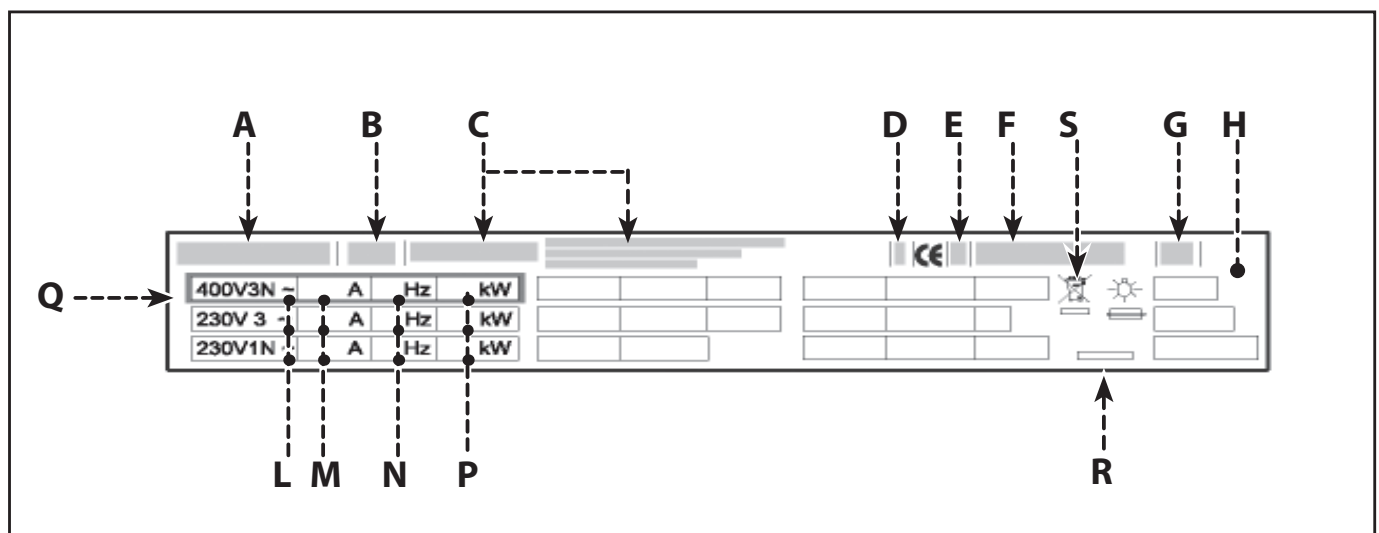 A B C D E F S G H
CE
Q
400V3N ~ A Hz kW
230V 3 ~ A Hz kW
230V1N ~ A Hz kW
L M N P R